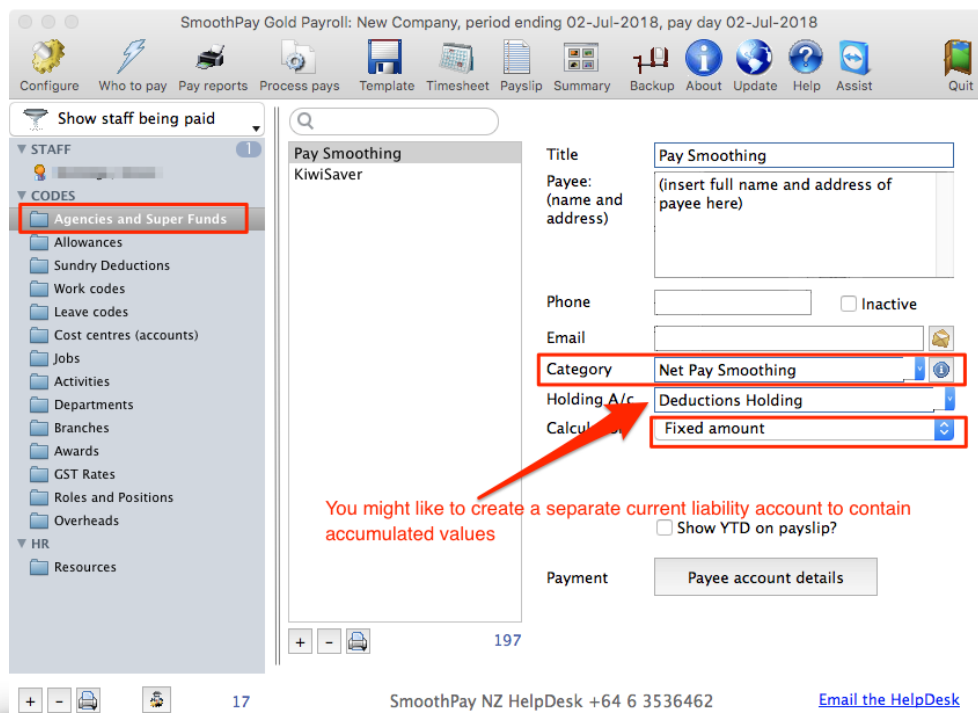 SmoothPay Gold Payroll: New Company, period ending 02-Jul-2018, pay day 02-Jul-2018
Configure Who to pay Pay reports Process pays Template Timesheet Payslip Summary Backup About Update Help Assist Quit
Show staff being paid
STAFF 1
CODES
Agencies and Super Funds
Allowances
Sundry Deductions
Work codes
Leave codes
Cost centres (accounts)
Jobs
Activities
Departments
Branches
Awards
GST Rates
Roles and Positions
Overheads
HR
Resources
Pay Smoothing
KiwiSaver
Title Pay Smoothing
Payee:
(name and
address)
(insert full name and address of
payee here)
Phone
Inactive
Email
Category Net Pay Smoothing
Holding A/c Deductions Holding
Fixed amount
You might like to create a separate current liability account to contain
accumulated values
Show YTD on payslip?
Payment Payee account details
+ - 197
+ - 17
SmoothPay NZ HelpDesk +64 6 3536462
Email the HelpDesk